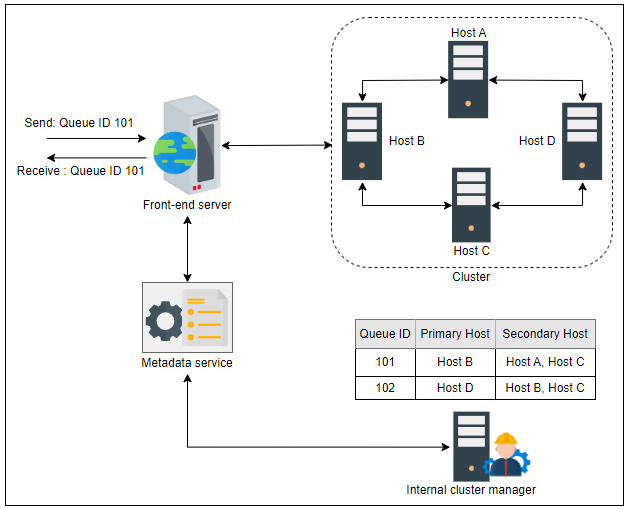 Host A
Send: Queue ID 101
Host B
Host D
Receive : Queue ID 101
Front-end server
Host C
Cluster
Queue ID Primary Host Secondary Host
101 Host B Host A, Host C
102 Host D Host B, Host C
Metadata service
Internal cluster manager